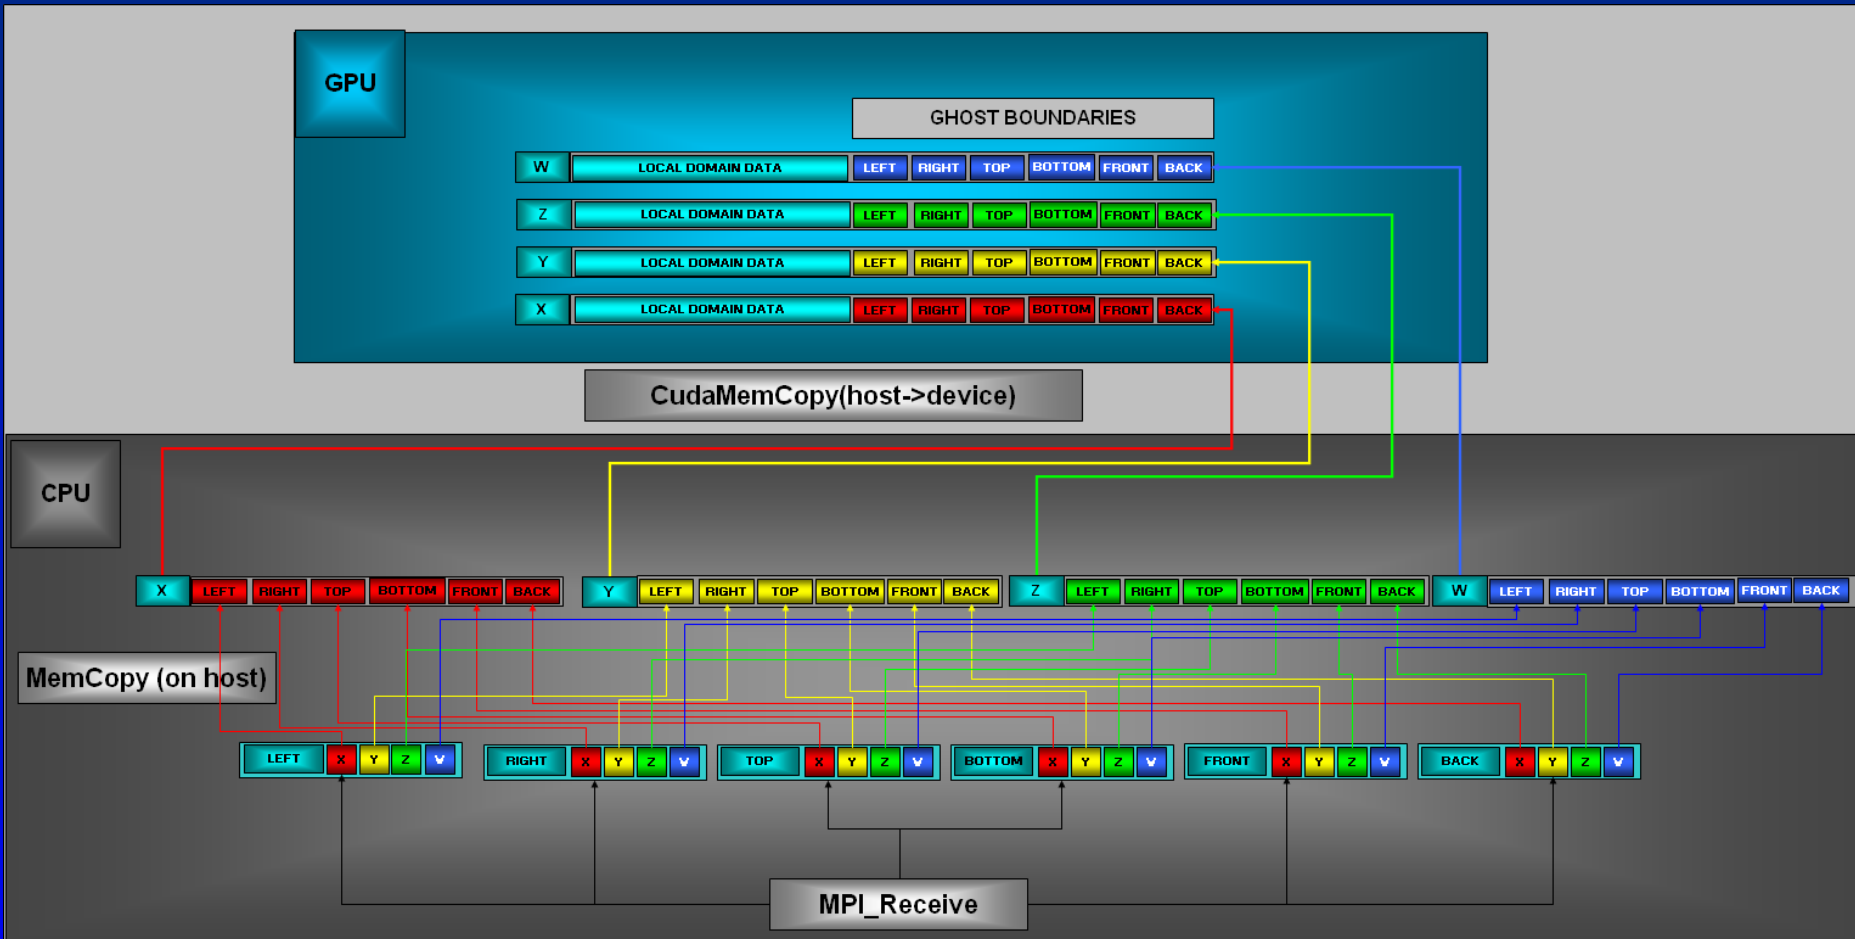 GPU
GHOST BOUNDARIES
W LOCAL DOMAIN DATA LEFT RIGHT TOP BOTTOM FRONT BACK
Z LOCAL DOMAIN DATA LEFT RIGHT TOP BOTTOM FRONT BACK
Y LOCAL DOMAIN DATA LEFT RIGHT TOP BOTTOM FRONT BACK
X LOCAL DOMAIN DATA LEFT RIGHT TOP BOTTOM FRONT BACK
CudaMemCopy(host->device)
CPU
X LEFT RIGHT TOP BOTTOM FRONT BACK Y LEFT RIGHT TOP BOTTOM FRONT BACK Z LEFT RIGHT TOP BOTTOM FRONT BACK W LEFT RIGHT TOP BOTTOM FRONT BACK
MemCopy (on host)
LEFT X Y Z W RIGHT X Y Z W TOP X Y Z W BOTTOM X Y Z W FRONT X Y Z W BACK X Y Z W
MPI_Receive